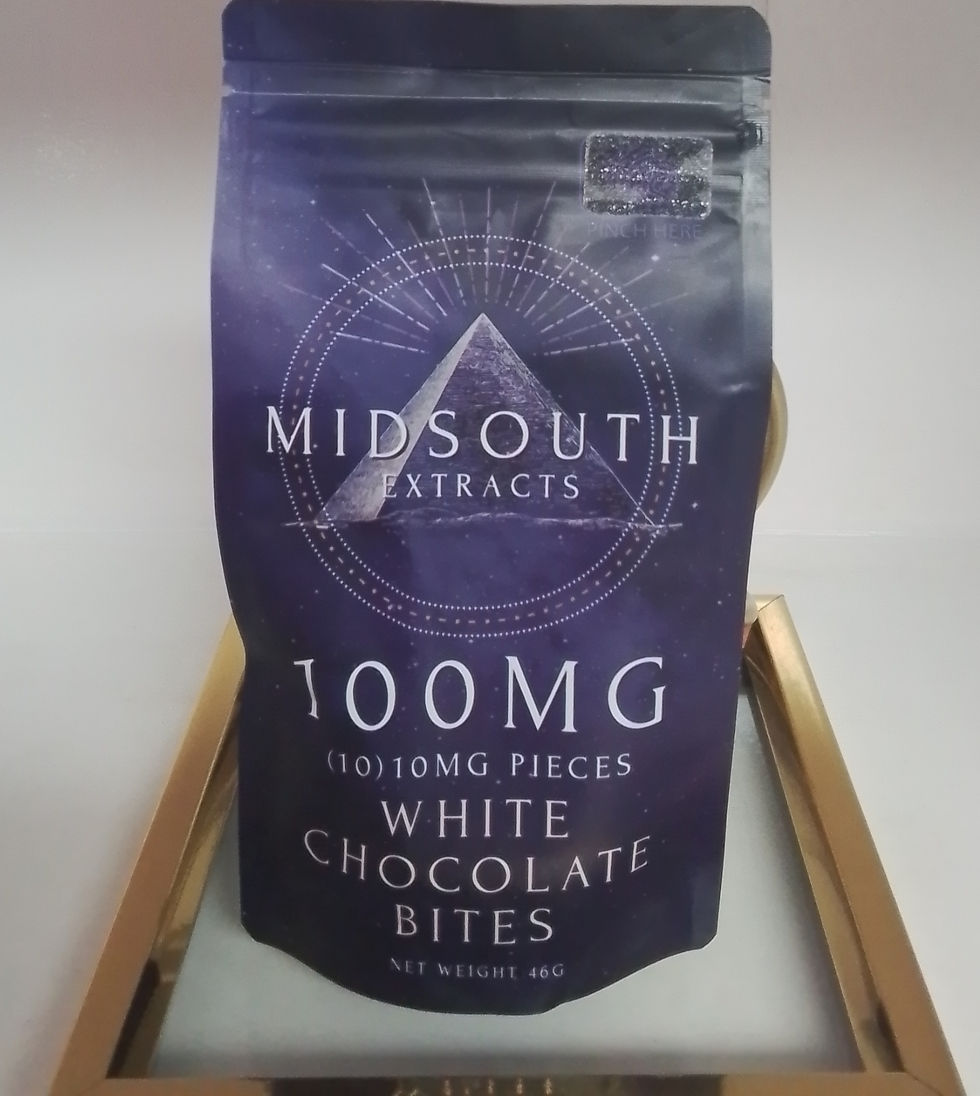 PINCH HERE
MIDSOUTH
EXTRACTS
100MG
(10)10MG PIECES
WHITE
CHOCOLATE
BITES
NET WEIGHT 46G